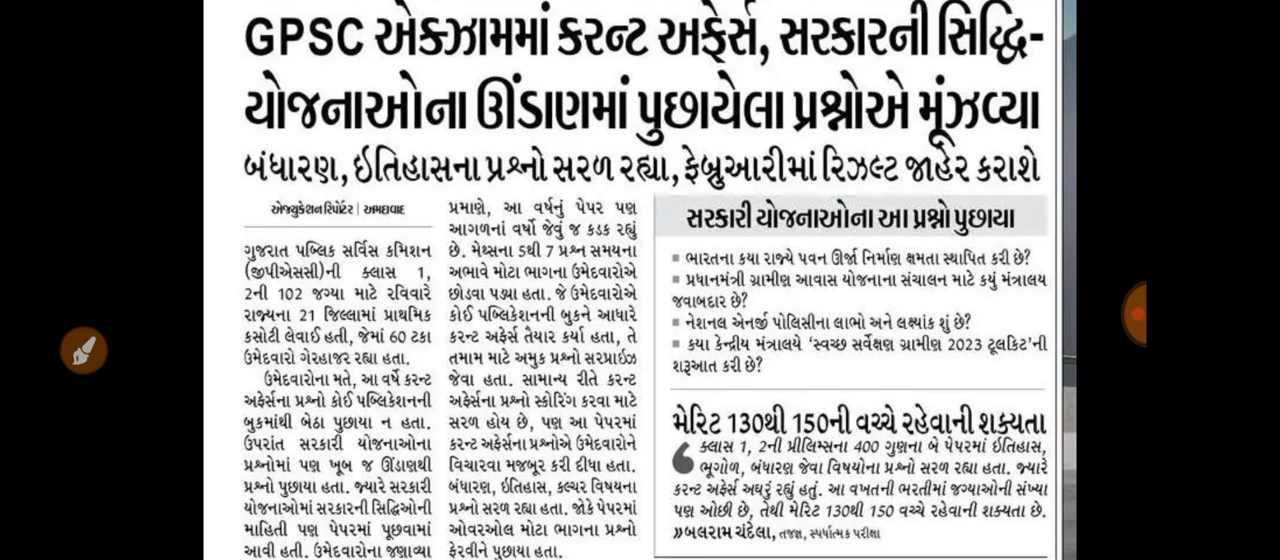 GPSC એક્ઝામમાં કરન્ટ અફેર્સ, સરકારની સિદ્ધિ-
યોજનાઓના ઊંડાણમાં પુછાયેલા પ્રશ્નોએ મૂંઝવ્યા
બંધારણ, ઇતિહાસના પ્રશ્નો સરળ રહ્યા, ફેબ્રુઆરીમાં રિઝલ્ટ જાહેર કરાશે
એજ્યુકેશન રિપોર્ટર | અમદાવાદ
ગુજરાત પબ્લિક સર્વિસ કમિશન
(જીપીએસસી)ની ક્લાસ 1,
2ની 102 જગ્યા માટે રવિવારે
રાજ્યના 21 જિલ્લામાં પ્રાથમિક
કસોટી લેવાઈ હતી, જેમાં 60 ટકા
ઉમેદવારો ગેરહાજર રહ્યા હતા.
ઉમેદવારોના મતે, આ વર્ષે કરન્ટ
અફેર્સના પ્રશ્નો કોઈ પબ્લિકેશનની
બુકમાંથી બેઠા પુછાયા ન હતા.
ઉપરાંત સરકારી યોજનાઓના
પ્રશ્નોમાં પણ ખૂબ જ ઊંડાણથી
પ્રશ્નો પુછાયા હતા. જ્યારે સરકારી
યોજનાઓમાં સરકારની સિદ્ધિઓની
માહિતી પણ પેપરમાં પૂછવામાં
આવી હતી. ઉમેદવારોના જણાવ્યા
પ્રમાણે, આ વર્ષનું પેપર પણ
આગળનાં વર્ષો જેવું જ કડક રહ્યું
છે. મેથ્સના 5થી 7 પ્રશ્ન સમયના
અભાવે મોટા ભાગના ઉમેદવારોએ
છોડવા પડ્યા હતા. જે ઉમેદવારોએ
કોઈ પબ્લિકેશનની બુકને આધારે
કરન્ટ અફેર્સ તૈયાર કર્યા હતા, તે
તમામ માટે અમુક પ્રશ્નો સરપ્રાઇઝ
જેવા હતા. સામાન્ય રીતે કરન્ટ
અફેર્સના પ્રશ્નો સ્કોરિંગ કરવા માટે
સરળ હોય છે, પણ આ પેપરમાં
કરન્ટ અફેર્સના પ્રશ્નોએ ઉમેદવારોને
વિચારવા મજબૂર કરી દીધા હતા.
બંધારણ, ઇતિહાસ, કલ્ચર વિષયના
પ્રશ્નો સરળ રહ્યા હતા. જોકે પેપરમાં
ઓવરઓલ મોટા ભાગના પ્રશ્નો
ફેરવીને પુછાયા હતા.
સરકારી યોજનાઓના આ પ્રશ્નો પુછાયા
■ ભારતના કયા રાજ્યે પવન ઊર્જા નિર્માણ ક્ષમતા સ્થાપિત કરી છે?
■ પ્રધાનમંત્રી ગ્રામીણ આવાસ યોજનાના સંચાલન માટે કયું મંત્રાલય
જવાબદાર છે?
■ નેશનલ એનર્જી પોલિસીના લાભો અને લક્ષ્યાંક શું છે?
■ કયા કેન્દ્રીય મંત્રાલયે ‘સ્વચ્છ સર્વેક્ષણ ગ્રામીણ 2023 ટૂલકિટ’ની
શરૂઆત કરી છે?
મેરિટ 130થી 150ની વચ્ચે રહેવાની શક્યતા
‘ ક્લાસ 1, 2ની પ્રીલિમ્સના 400 ગુણના બે પેપરમાં ઇતિહાસ,
ભૂગોળ, બંધારણ જેવા વિષયોના પ્રશ્નો સરળ રહ્યા હતા. જ્યારે
કરન્ટ અફેર્સ અઘરું રહ્યું હતું. આ વખતની ભરતીમાં જગ્યાઓની સંખ્યા
પણ ઓછી છે, તેથી મેરિટ 130થી 150 વચ્ચે રહેવાની શક્યતા છે.
»બલરામ ચંદેલા, તજજ્ઞ, સ્પર્ધાત્મક પરીક્ષા